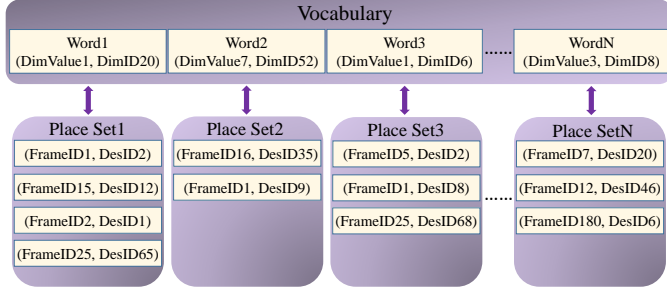 Vocabulary
Word1
(DimValue1, DimID20)
Word2
(DimValue7, DimID52)
Word3
(DimValue1, DimID6)
......
WordN
(DimValue3, DimID8)
Place Set1
(FrameID1, DesID2)
(FrameID15, DesID12)
(FrameID2, DesID1)
(FrameID25, DesID65)
Place Set2
(FrameID16, DesID35)
(FrameID1, DesID9)
Place Set3
(FrameID5, DesID2)
(FrameID1, DesID8)
(FrameID25, DesID68)
......
Place SetN
(FrameID7, DesID20)
(FrameID12, DesID46)
(FrameID180, DesID6)